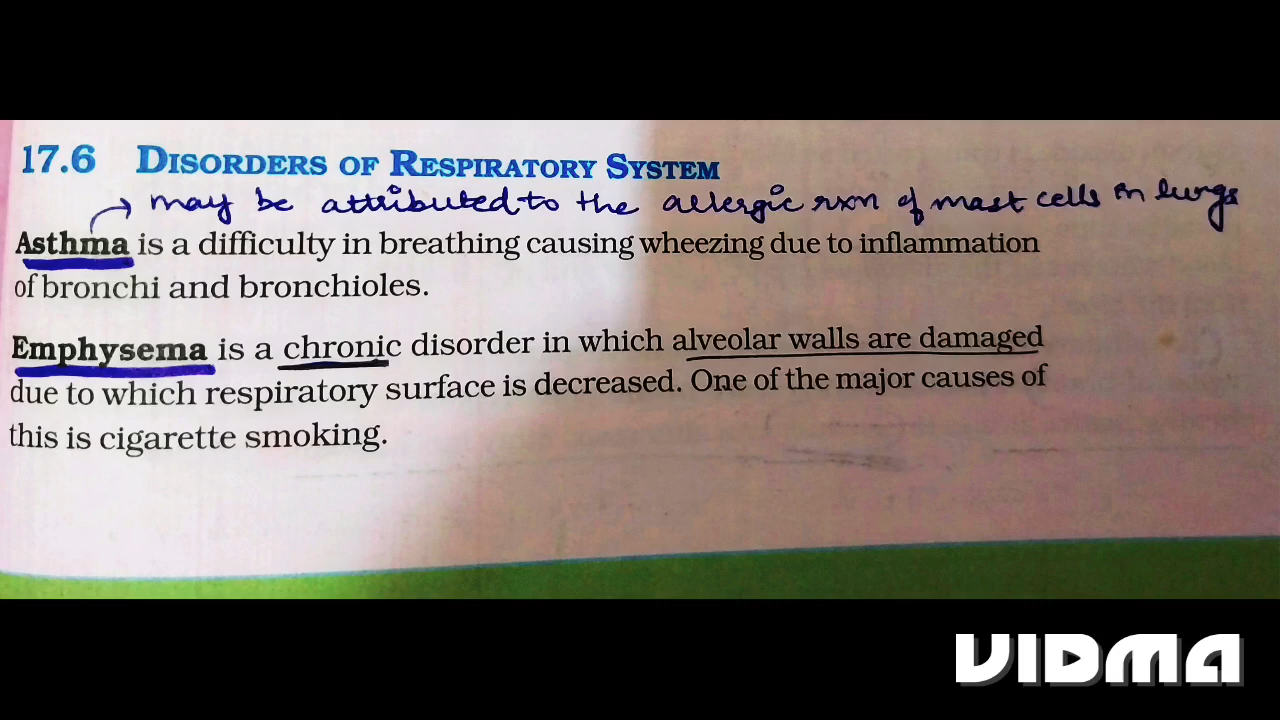 17.6 DISORDERS OF RESPIRATORY SYSTEM
may be attributed to the allergic rxn of mast cells in lungs
Asthma is a difficulty in breathing causing wheezing due to inflammation
of bronchi and bronchioles.
Emphysema is a chronic disorder in which alveolar walls are damaged
due to which respiratory surface is decreased. One of the major causes of
this is cigarette smoking.
VIDMA